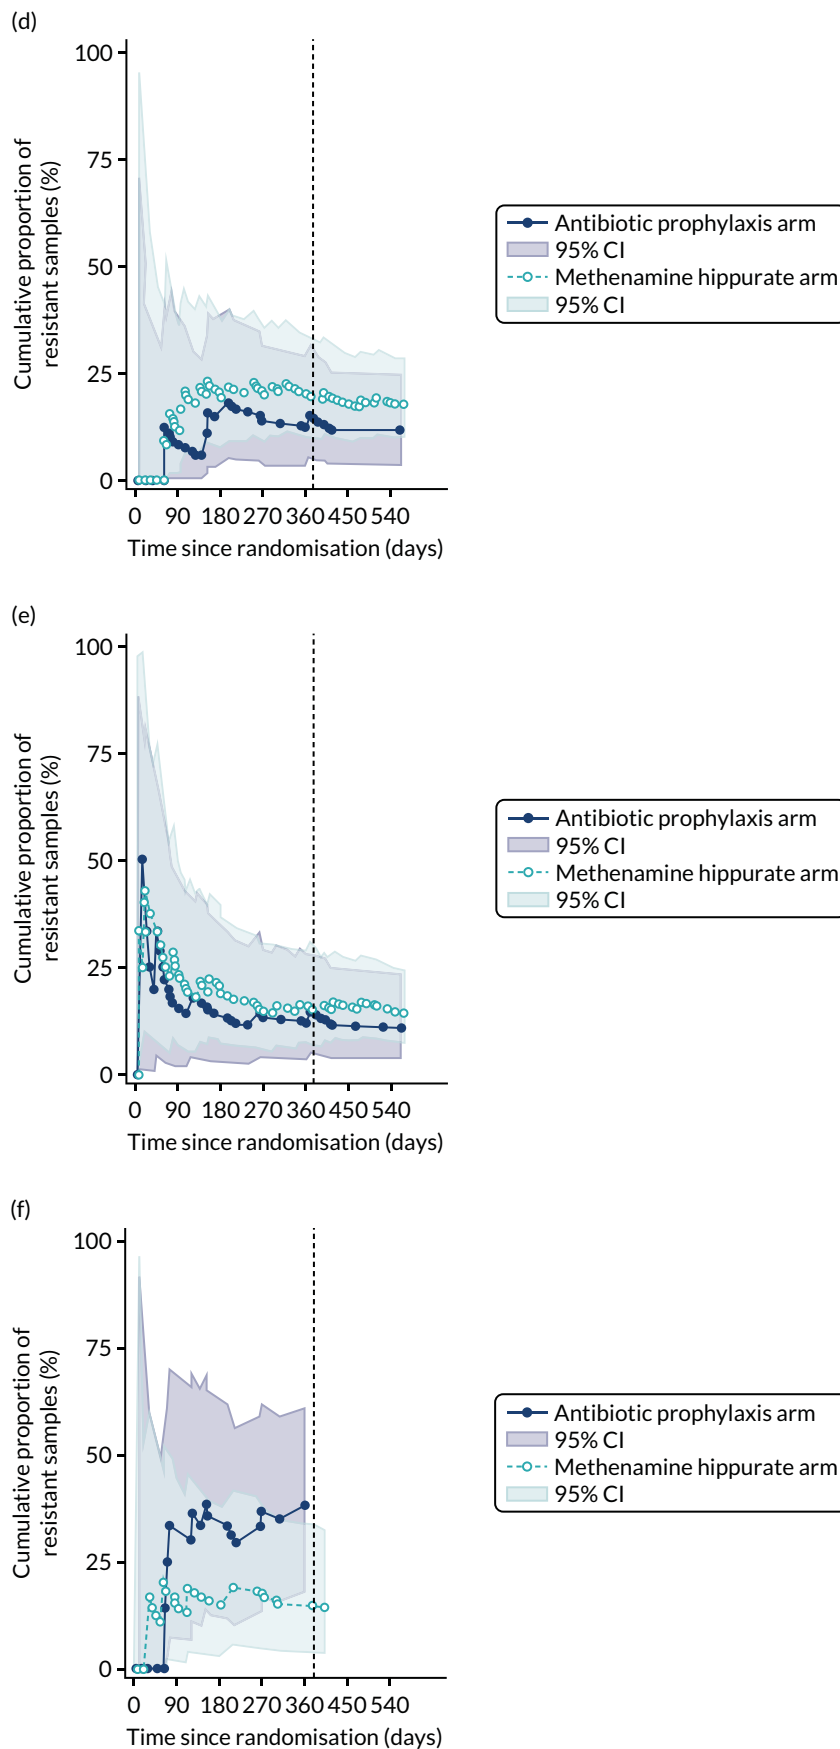 (d)
100
75
50
25
0
Cumulative proportion of
resistant samples (%)
0 90 180 270 360 450 540
Time since randomisation (days)
Antibiotic prophylaxis arm
95% CI
Methenamine hippurate arm
95% CI
(e)
100
75
50
25
0
Cumulative proportion of
resistant samples (%)
0 90 180 270 360 450 540
Time since randomisation (days)
Antibiotic prophylaxis arm
95% CI
Methenamine hippurate arm
95% CI
(f)
100
75
50
25
0
Cumulative proportion of
resistant samples (%)
0 90 180 270 360 450 540
Time since randomisation (days)
Antibiotic prophylaxis arm
95% CI
Methenamine hippurate arm
95% CI